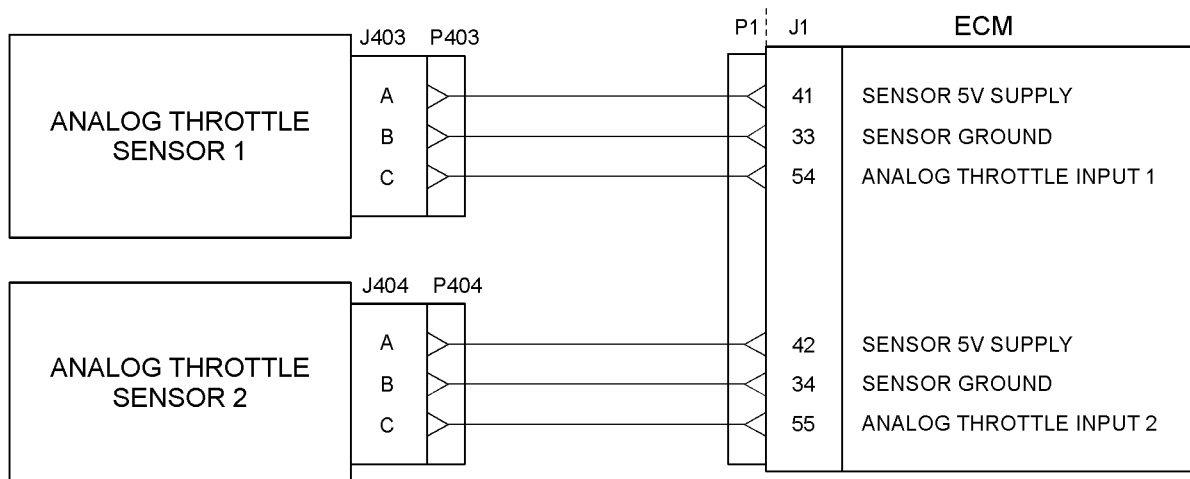 P1 J1 ECM
J403 P403
ANALOG THROTTLE
SENSOR 1
A 41 SENSOR 5V SUPPLY
B 33 SENSOR GROUND
C 54 ANALOG THROTTLE INPUT 1
J404 P404
ANALOG THROTTLE
SENSOR 2
A 42 SENSOR 5V SUPPLY
B 34 SENSOR GROUND
C 55 ANALOG THROTTLE INPUT 2